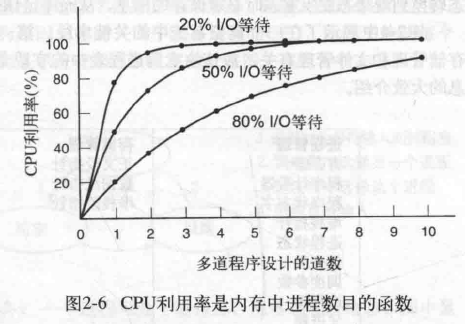 20% I/O等待
50% I/O等待
80% I/O等待
CPU利用率(%)
100
80
60
40
20
0 1 2 3 4 5 6 7 8 9 10
多道程序设计的道数
图2-6 CPU利用率是内存中进程数目的函数